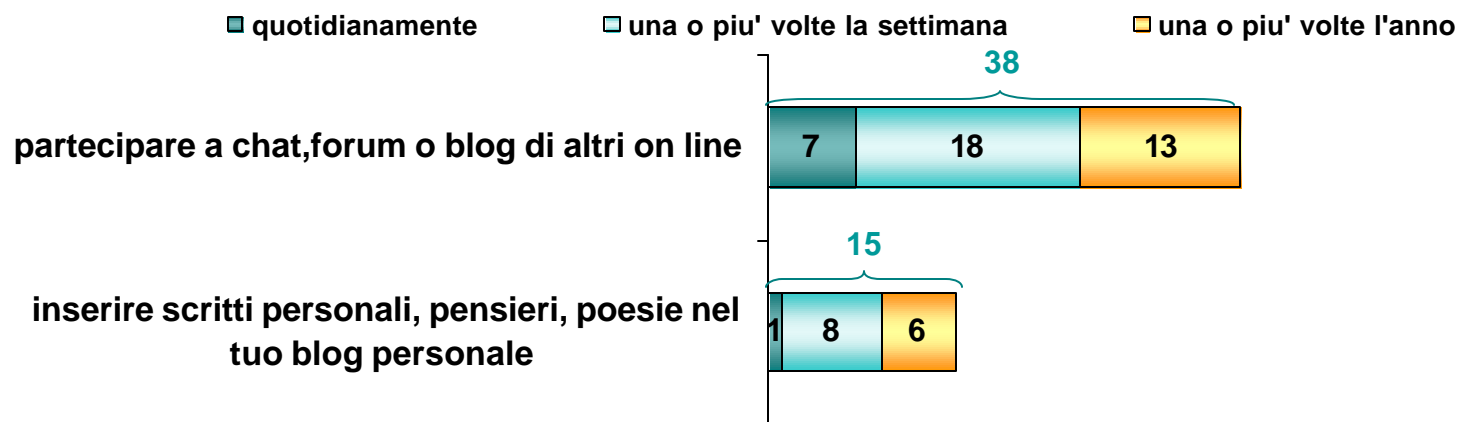 quotidianamente una o piu' volte la settimana una o piu' volte l'anno
38
partecipare a chat,forum o blog di altri on line 7 18 13
15
inserire scritti personali, pensieri, poesie nel
tuo blog personale
1 8 6